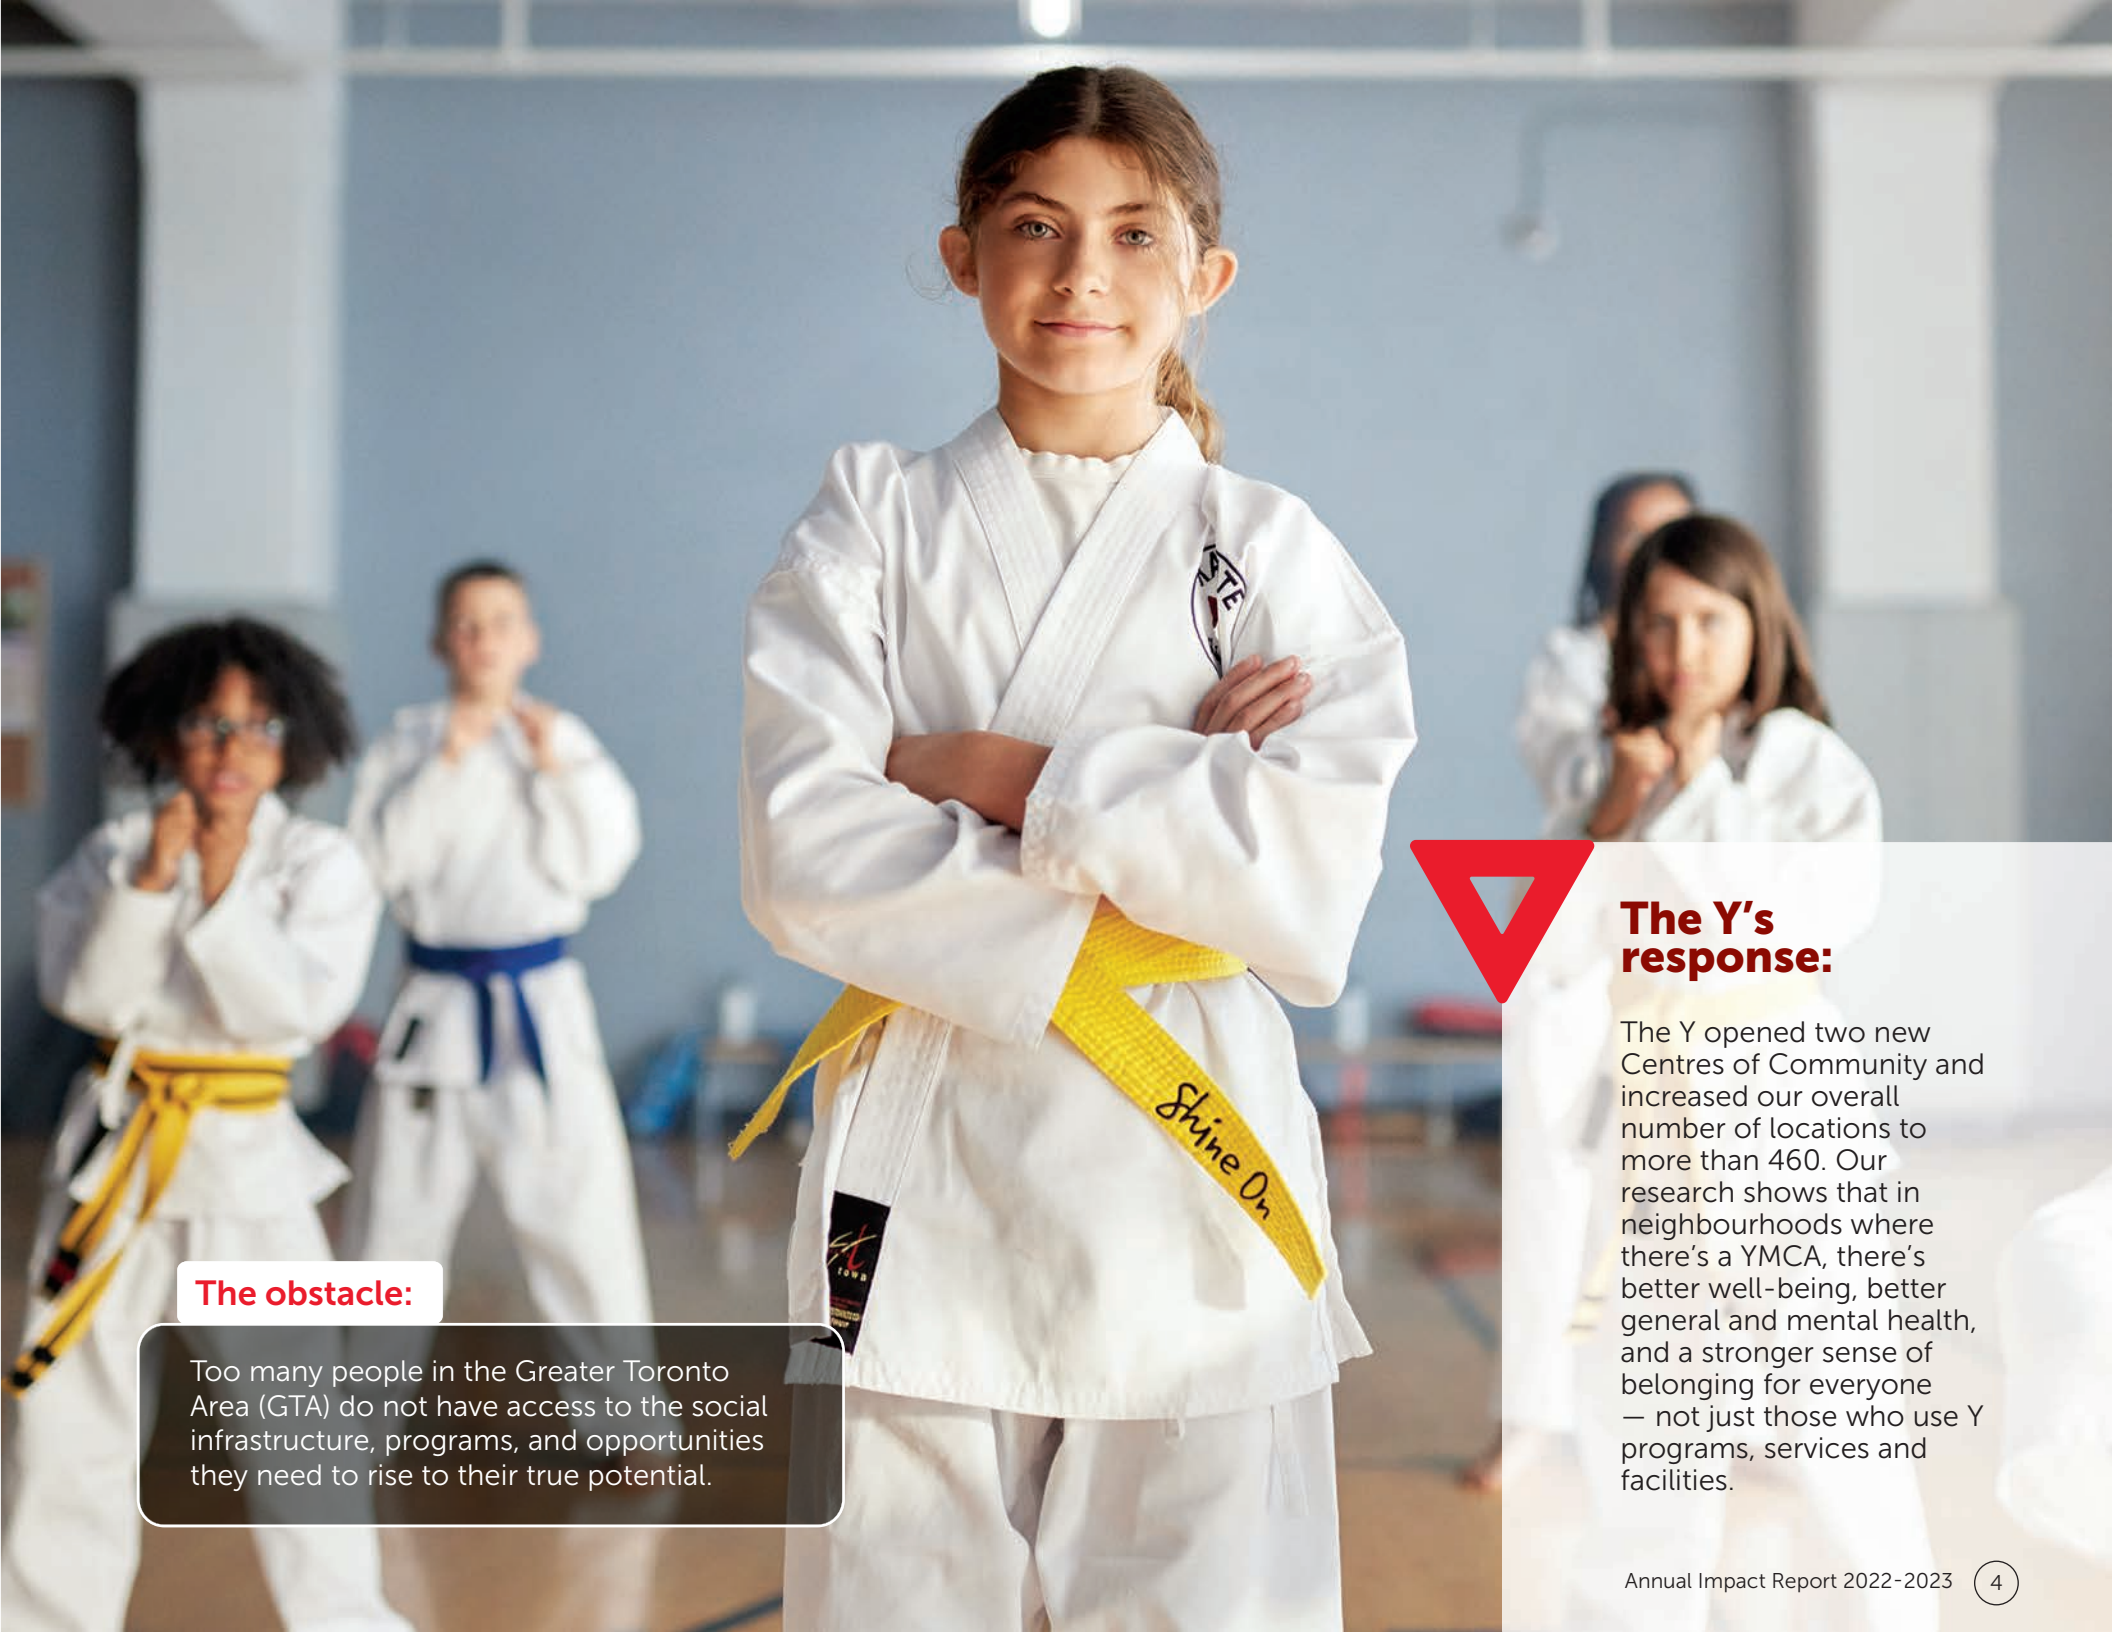 KATE
Shine On
The obstacle:
Too many people in the Greater Toronto
Area (GTA) do not have access to the social
infrastructure, programs, and opportunities
they need to rise to their true potential.
The Y’s
response:
The Y opened two new
Centres of Community and
increased our overall
number of locations to
more than 460. Our
research shows that in
neighbourhoods where
there’s a YMCA, there’s
better well-being, better
general and mental health,
and a stronger sense of
belonging for everyone
— not just those who use Y
programs, services and
facilities.
Annual Impact Report 2022-2023 4